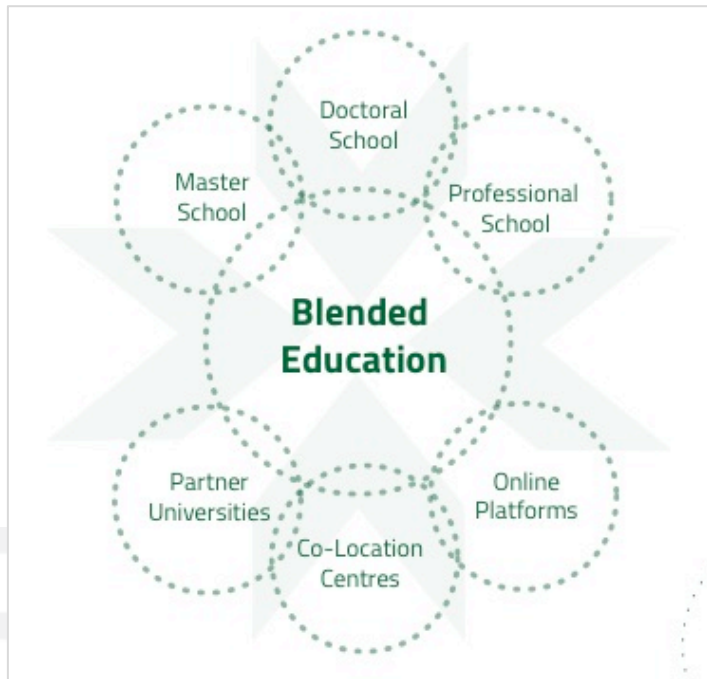 Doctoral
School
Master
School
Professional
School
Blended
Education
Partner
Universities
Online
Platforms
Co-Location
Centres